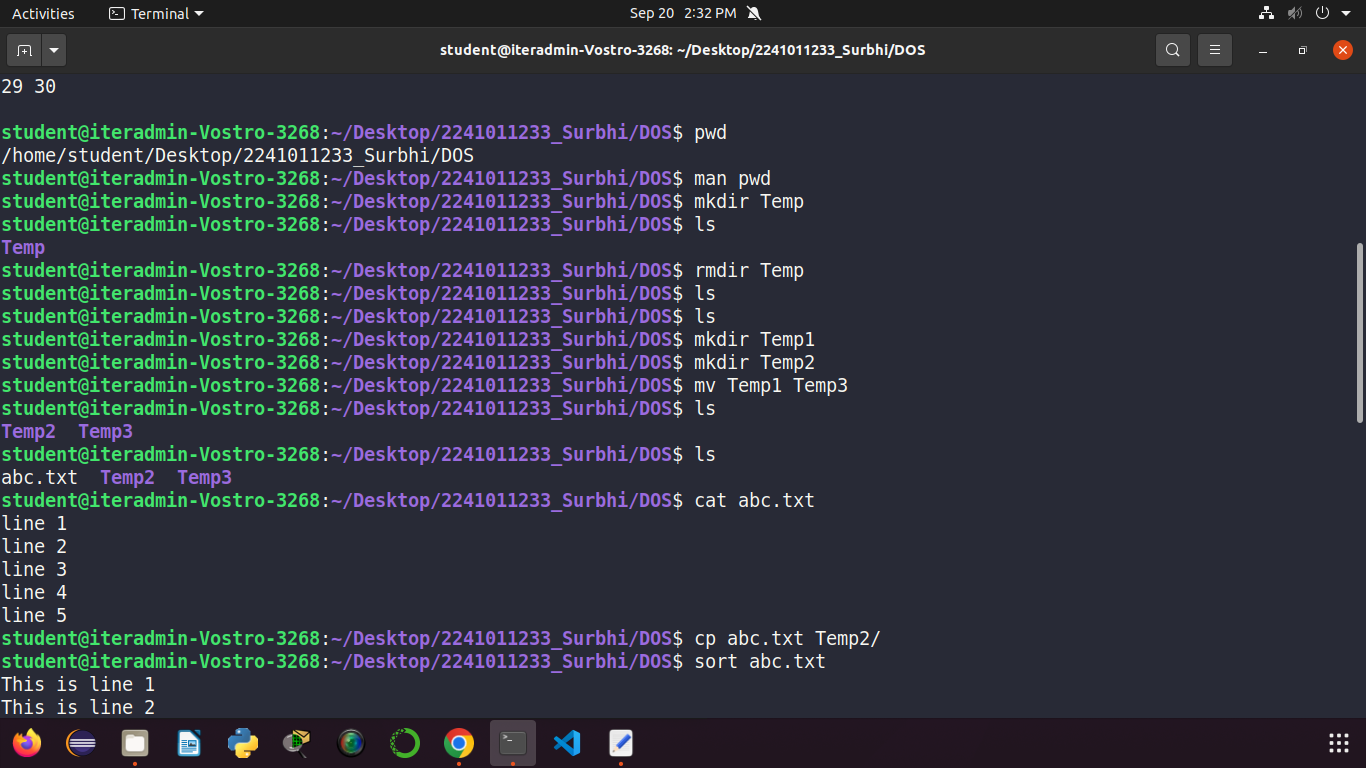 Activities Terminal Sep 20 2:32 PM
student@iteradmin-Vostro-3268: ~/Desktop/2241011233_Surbhi/DOS
29 30
student@iteradmin-Vostro-3268:~/Desktop/2241011233_Surbhi/DOS$ pwd
/home/student/Desktop/2241011233_Surbhi/DOS
student@iteradmin-Vostro-3268:~/Desktop/2241011233_Surbhi/DOS$ man pwd
student@iteradmin-Vostro-3268:~/Desktop/2241011233_Surbhi/DOS$ mkdir Temp
student@iteradmin-Vostro-3268:~/Desktop/2241011233_Surbhi/DOS$ ls
Temp
student@iteradmin-Vostro-3268:~/Desktop/2241011233_Surbhi/DOS$ rmdir Temp
student@iteradmin-Vostro-3268:~/Desktop/2241011233_Surbhi/DOS$ ls
student@iteradmin-Vostro-3268:~/Desktop/2241011233_Surbhi/DOS$ ls
student@iteradmin-Vostro-3268:~/Desktop/2241011233_Surbhi/DOS$ mkdir Temp1
student@iteradmin-Vostro-3268:~/Desktop/2241011233_Surbhi/DOS$ mkdir Temp2
student@iteradmin-Vostro-3268:~/Desktop/2241011233_Surbhi/DOS$ mv Temp1 Temp3
student@iteradmin-Vostro-3268:~/Desktop/2241011233_Surbhi/DOS$ ls
Temp2  Temp3
student@iteradmin-Vostro-3268:~/Desktop/2241011233_Surbhi/DOS$ ls
abc.txt  Temp2  Temp3
student@iteradmin-Vostro-3268:~/Desktop/2241011233_Surbhi/DOS$ cat abc.txt
line 1
line 2
line 3
line 4
line 5
student@iteradmin-Vostro-3268:~/Desktop/2241011233_Surbhi/DOS$ cp abc.txt Temp2/
student@iteradmin-Vostro-3268:~/Desktop/2241011233_Surbhi/DOS$ sort abc.txt
This is line 1
This is line 2